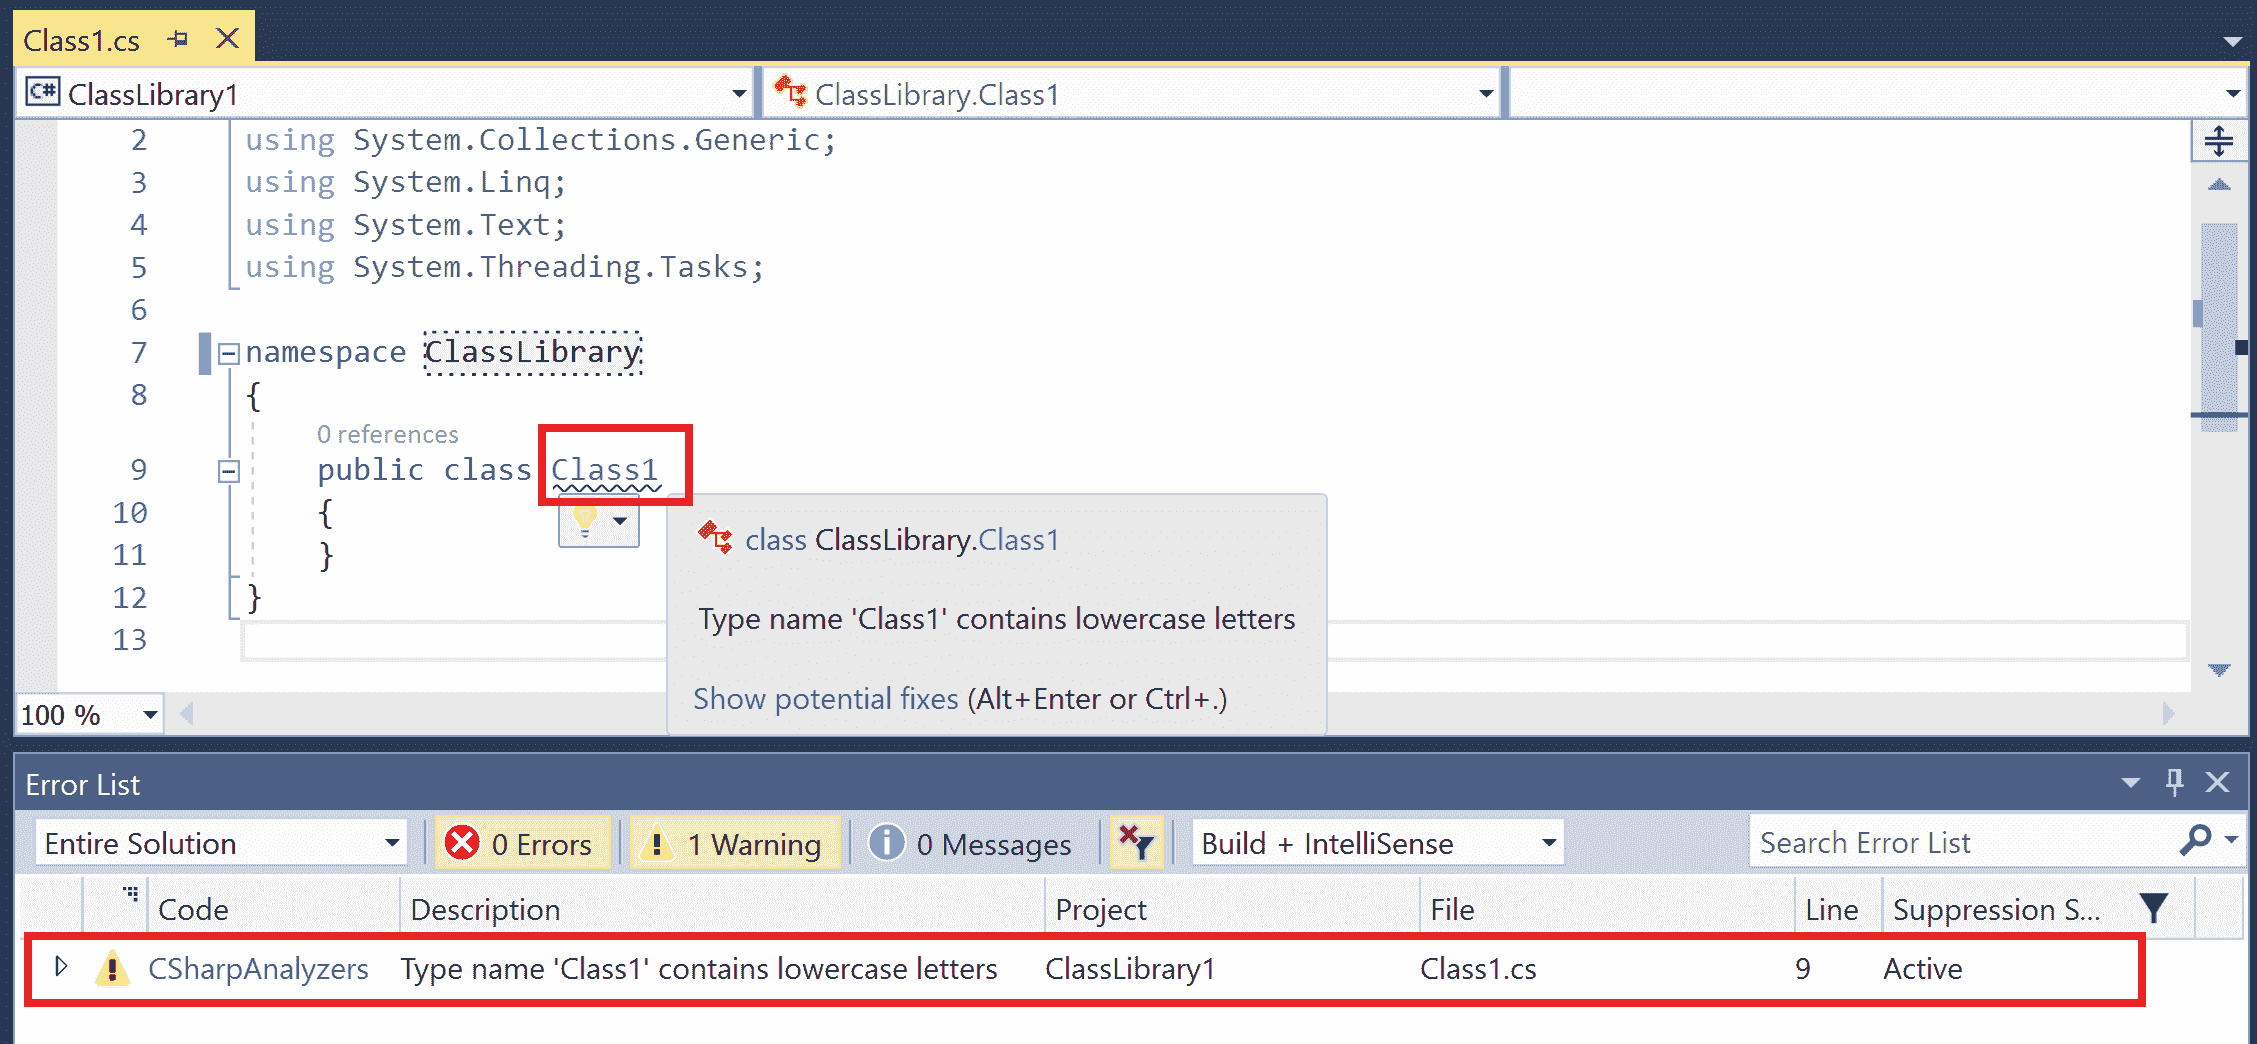 Class1.cs
C# ClassLibrary1 ClassLibrary.Class1
2 using System.Collections.Generic;
3 using System.Linq;
4 using System.Text;
5 using System.Threading.Tasks;
6
7 namespace ClassLibrary
8 {
0 references
9 public class Class1
10 {
11 }
12 }
13
class ClassLibrary.Class1
Type name 'Class1' contains lowercase letters
Show potential fixes (Alt+Enter or Ctrl+.)
100 %
Error List
Entire Solution 0 Errors 1 Warning 0 Messages Build + IntelliSense Search Error List
Code Description Project File Line Suppression S...
CSharpAnalyzers Type name 'Class1' contains lowercase letters ClassLibrary1 Class1.cs 9 Active